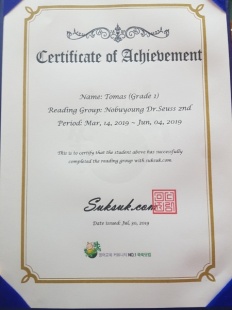 Certificate of Achievement
Name: Tomas (Grade 1)
Reading Group: Nobuyoung Dr.Seuss 2nd
Period: Mar, 14, 2019 ~ Jun, 04, 2019
This is to certify that the student above has successfully
completed the reading group with suksuk.com.
Suksuk.com
Date issued: Jul, 30, 2019
NO.1